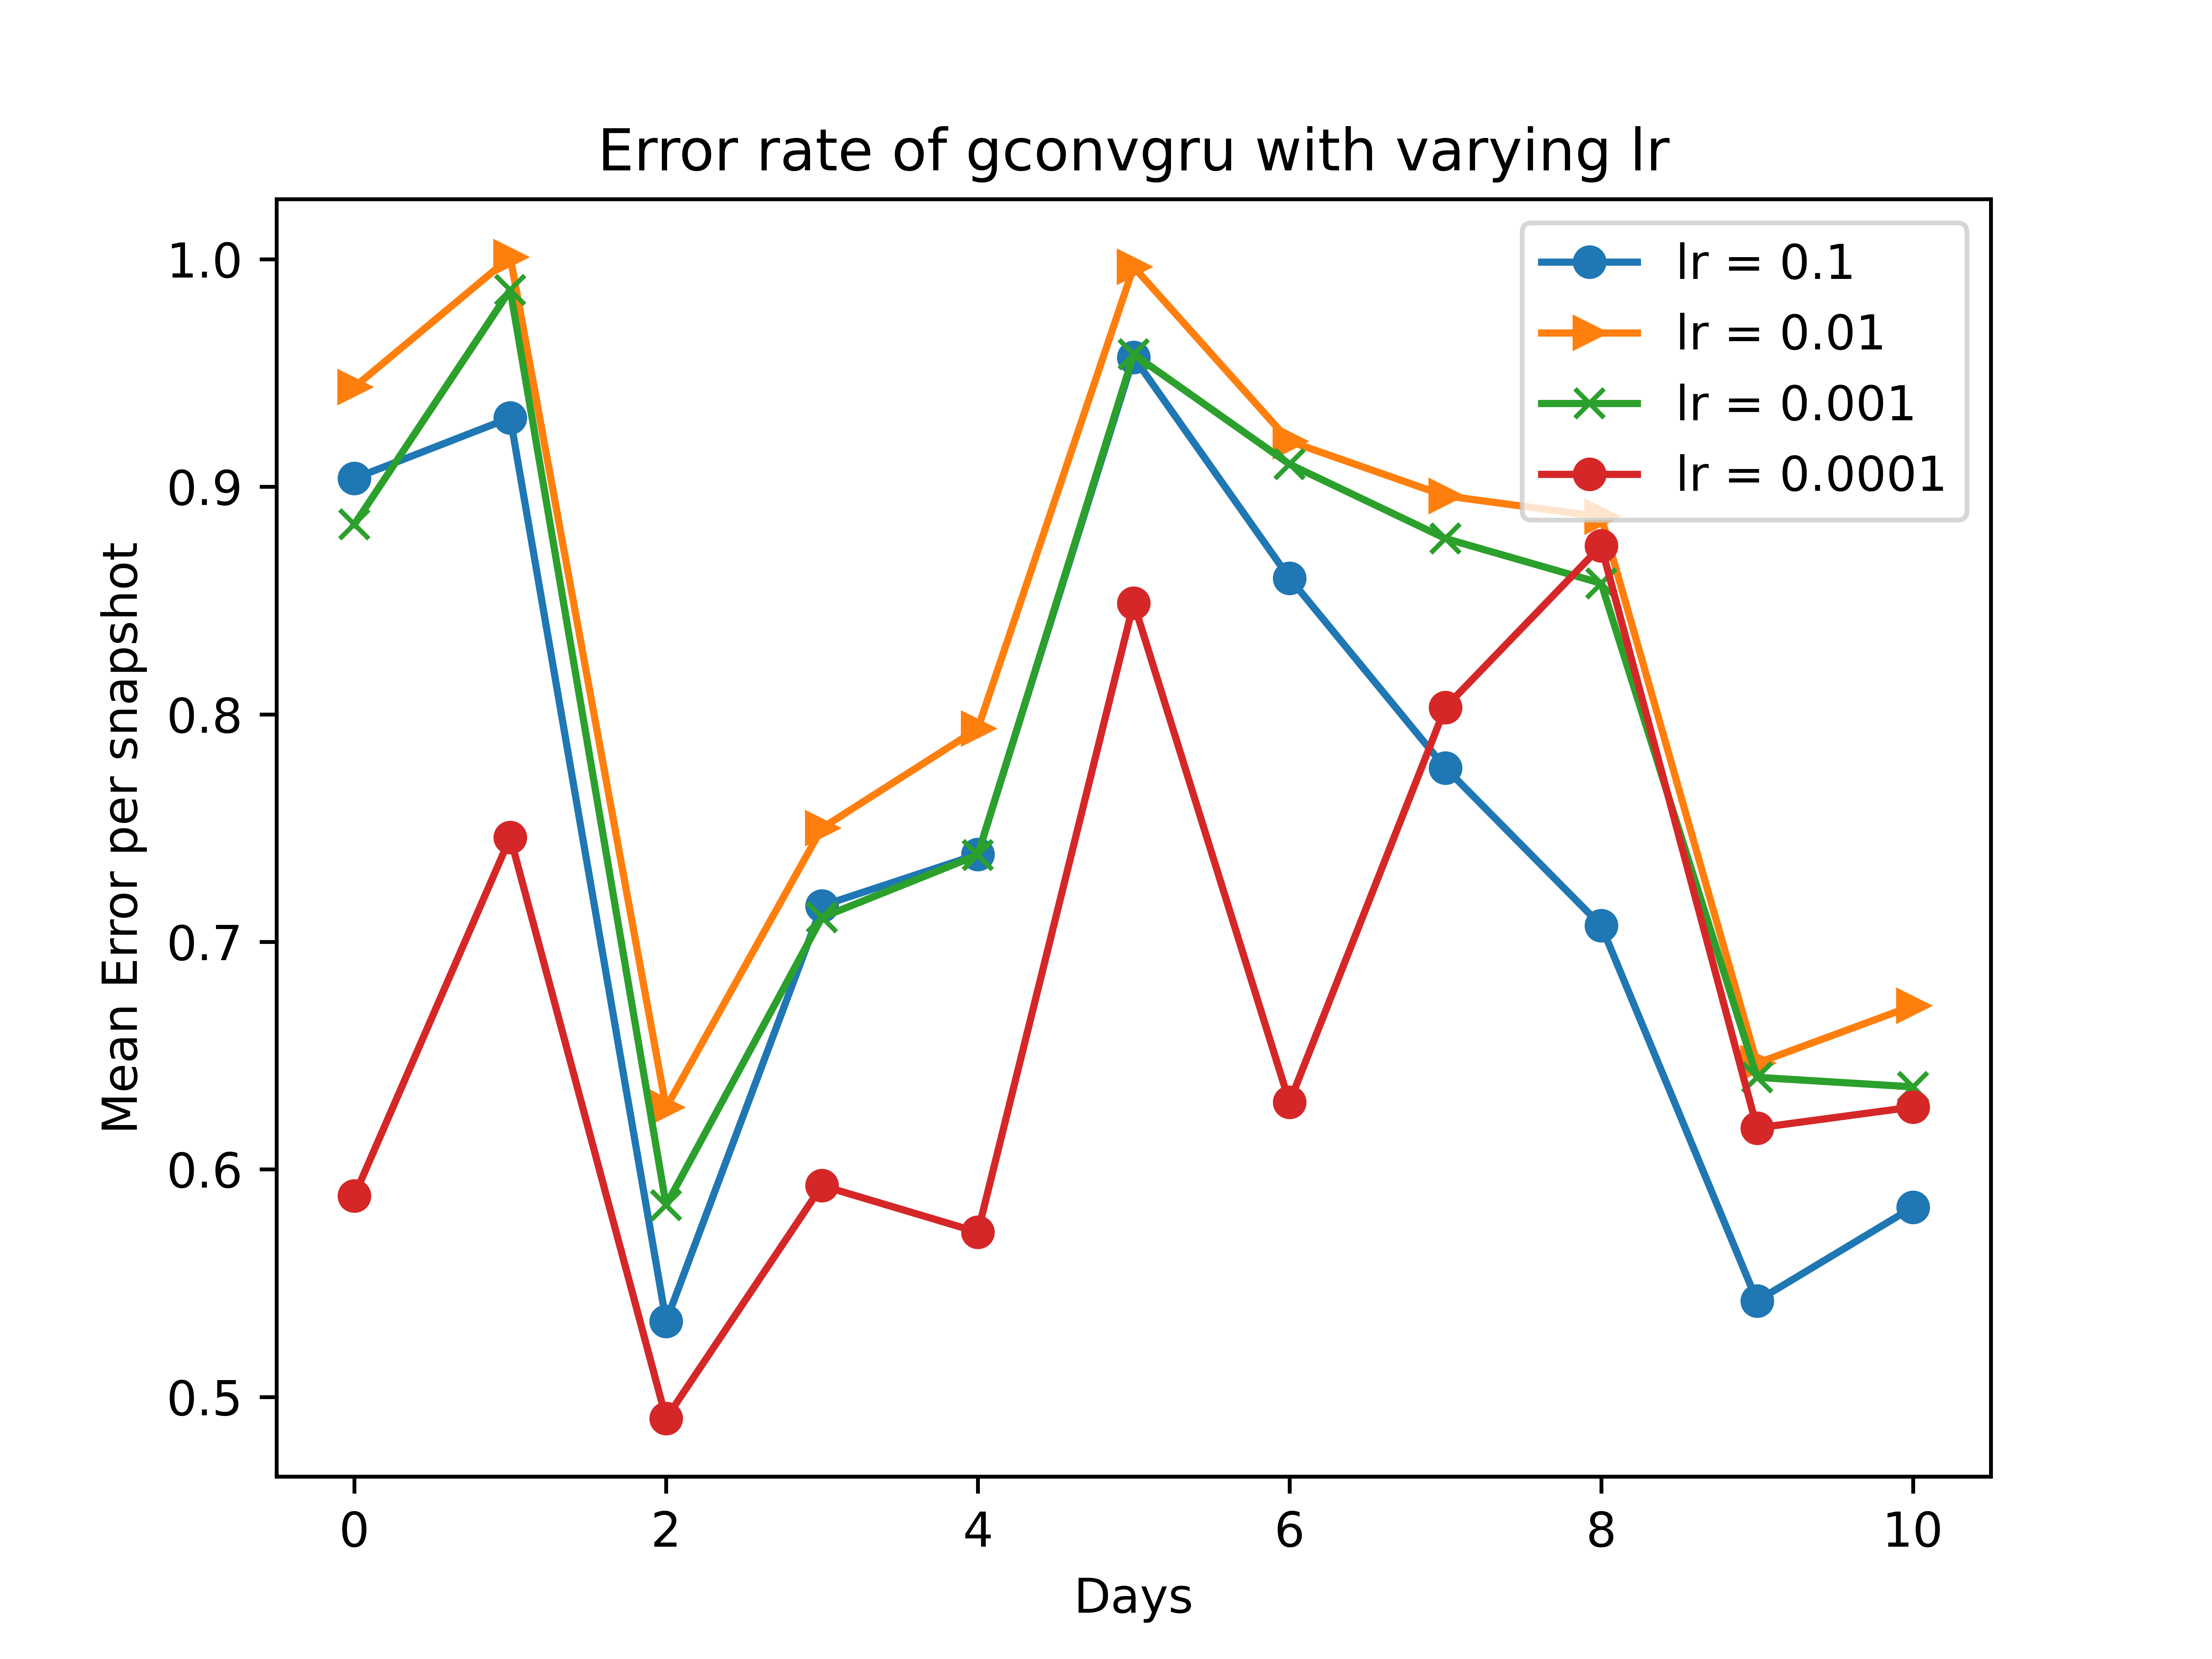 Error rate of gconvgru with varying lr
lr = 0.1
lr = 0.01
lr = 0.001
lr = 0.0001
Mean Error per snapshot
1.0
0.9
0.8
0.7
0.6
0.5
0 2 4 6 8 10
Days